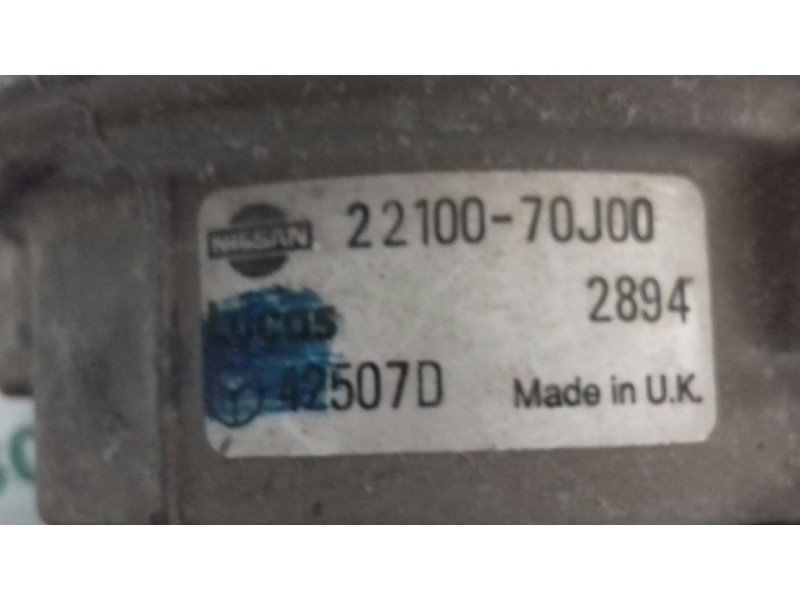 NISSAN 22100-70J00
2894
Lucas
42507D Made in U.K.